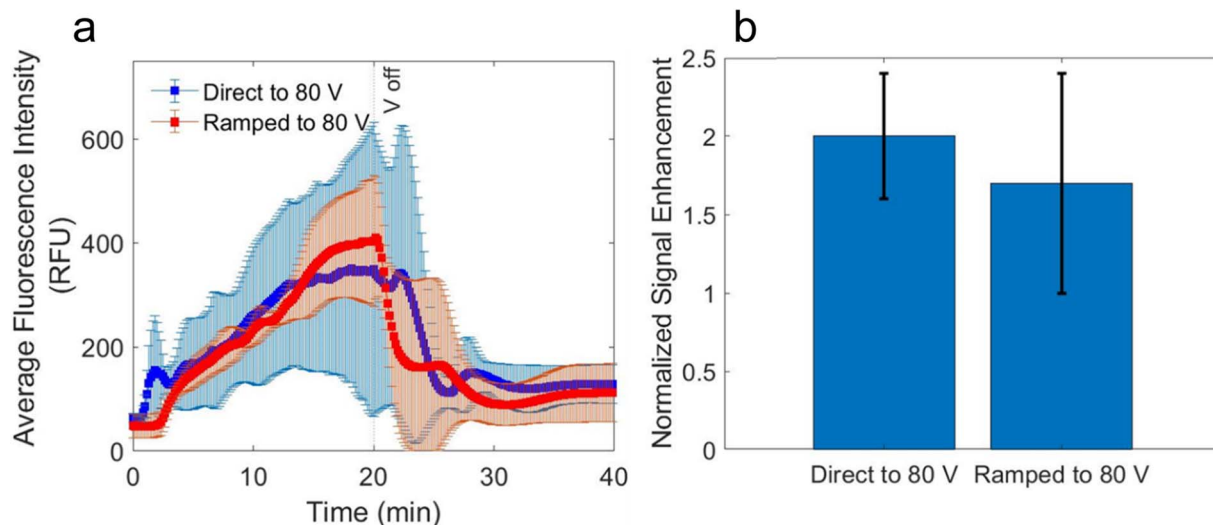 a
Average Fluorescence Intensity
(RFU)
600
400
200
0
0
10
20
30
40
Time (min)
Direct to 80 V
Ramped to 80 V
V off
b
Normalized Signal Enhancement
2.5
2
1.5
1
0.5
0
Direct to 80 V
Ramped to 80 V